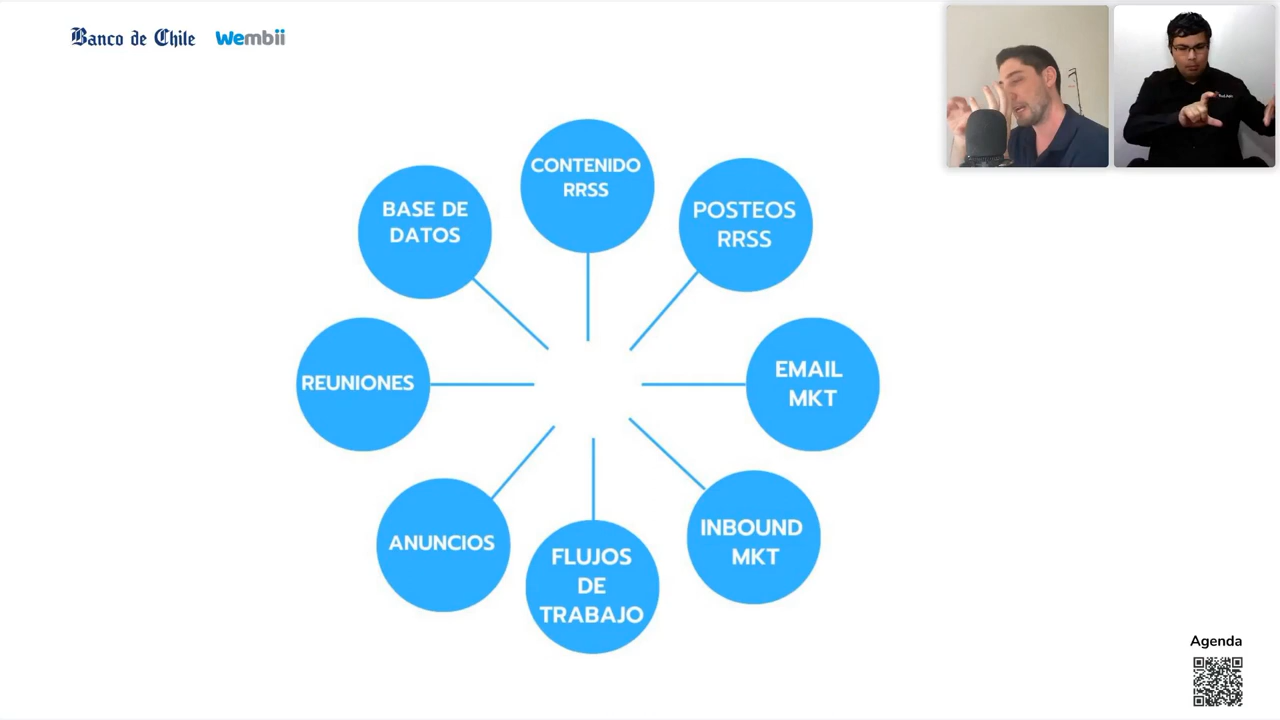 Banco de Chile Wembii
CONTENIDO
RRSS
BASE DE
DATOS
POSTEOS
RRSS
REUNIONES
EMAIL
MKT
ANUNCIOS
FLUJOS
DE
TRABAJO
INBOUND
MKT
Agenda